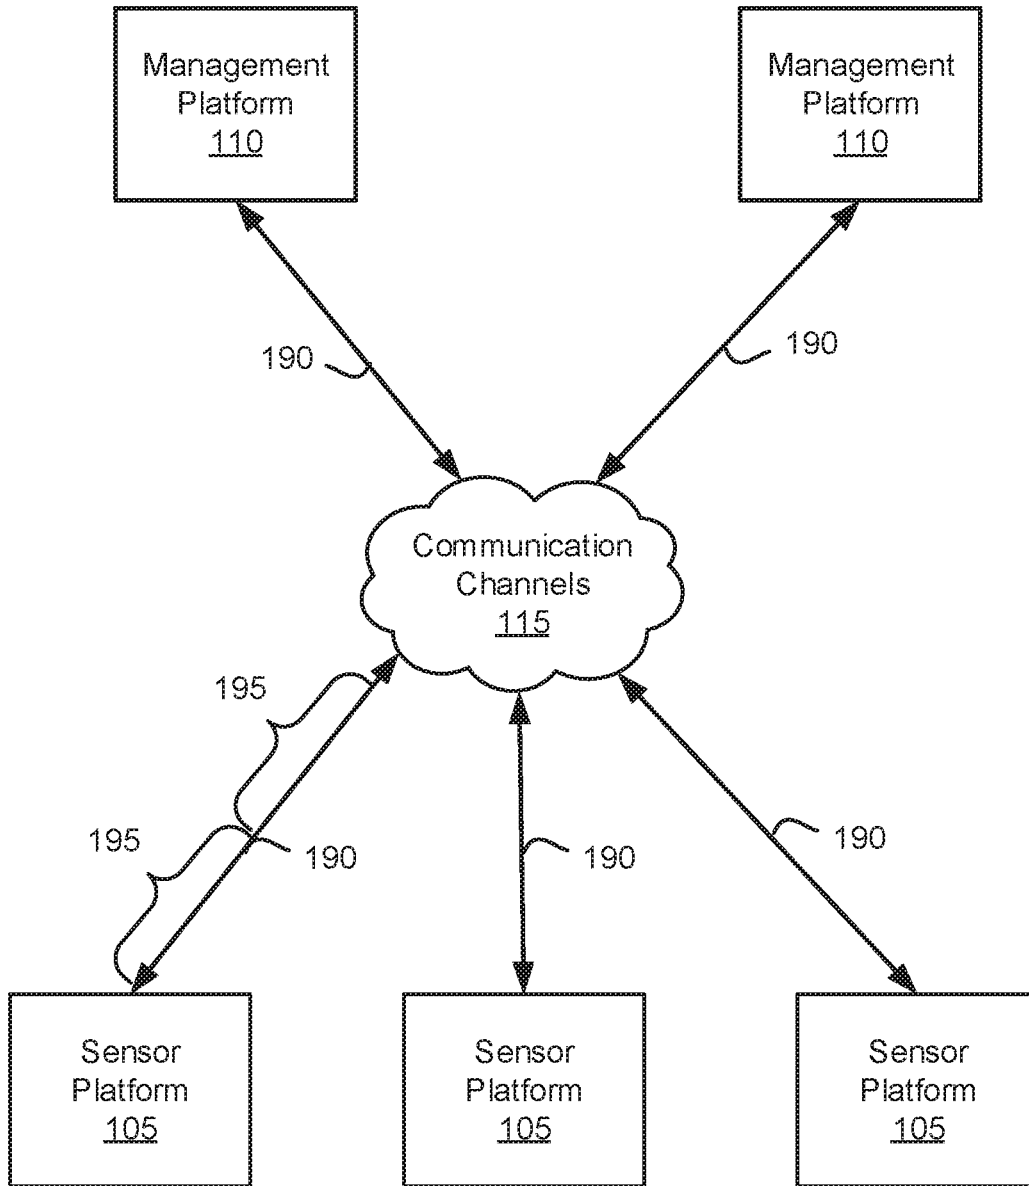 Management
Platform
110
Management
Platform
110
190
190
Communication
Channels
115
195
195
190
190
190
Sensor
Platform
105
Sensor
Platform
105
Sensor
Platform
105